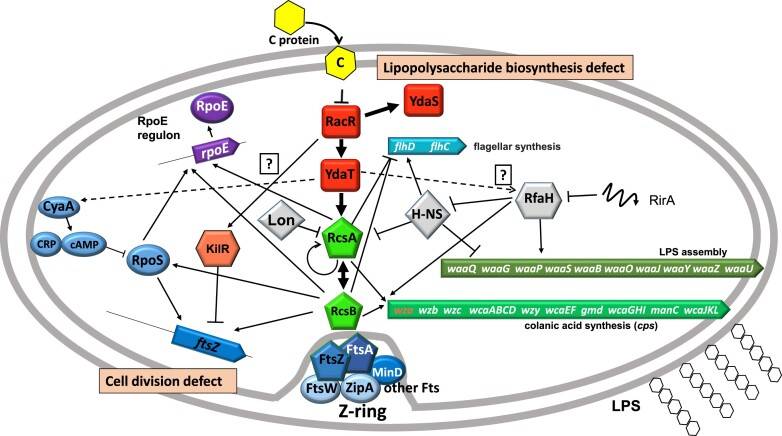 C protein
C
Lipopolysaccharide biosynthesis defect
RpoE
RpoE
regulon
rpoE
RacR
YdaS
flhD flhC
flagellar synthesis
?
?
YdaT
CyaA
RfaH
RirA
Lon
H-NS
CRP
cAMP
RpoS
KilR
RcsA
LPS assembly
waaQ waaG waaP waaS waaB waaO waaJ waaY waaZ waaU
RcsB
wza wzb wzc wcaABCD wzy wcaEF gmd wcaGHI manC wcaJKL
colanic acid synthesis (cps)
ftsZ
FtsZ
FtsA
MinD
Cell division defect
FtsW
ZipA
other Fts
Z-ring
LPS